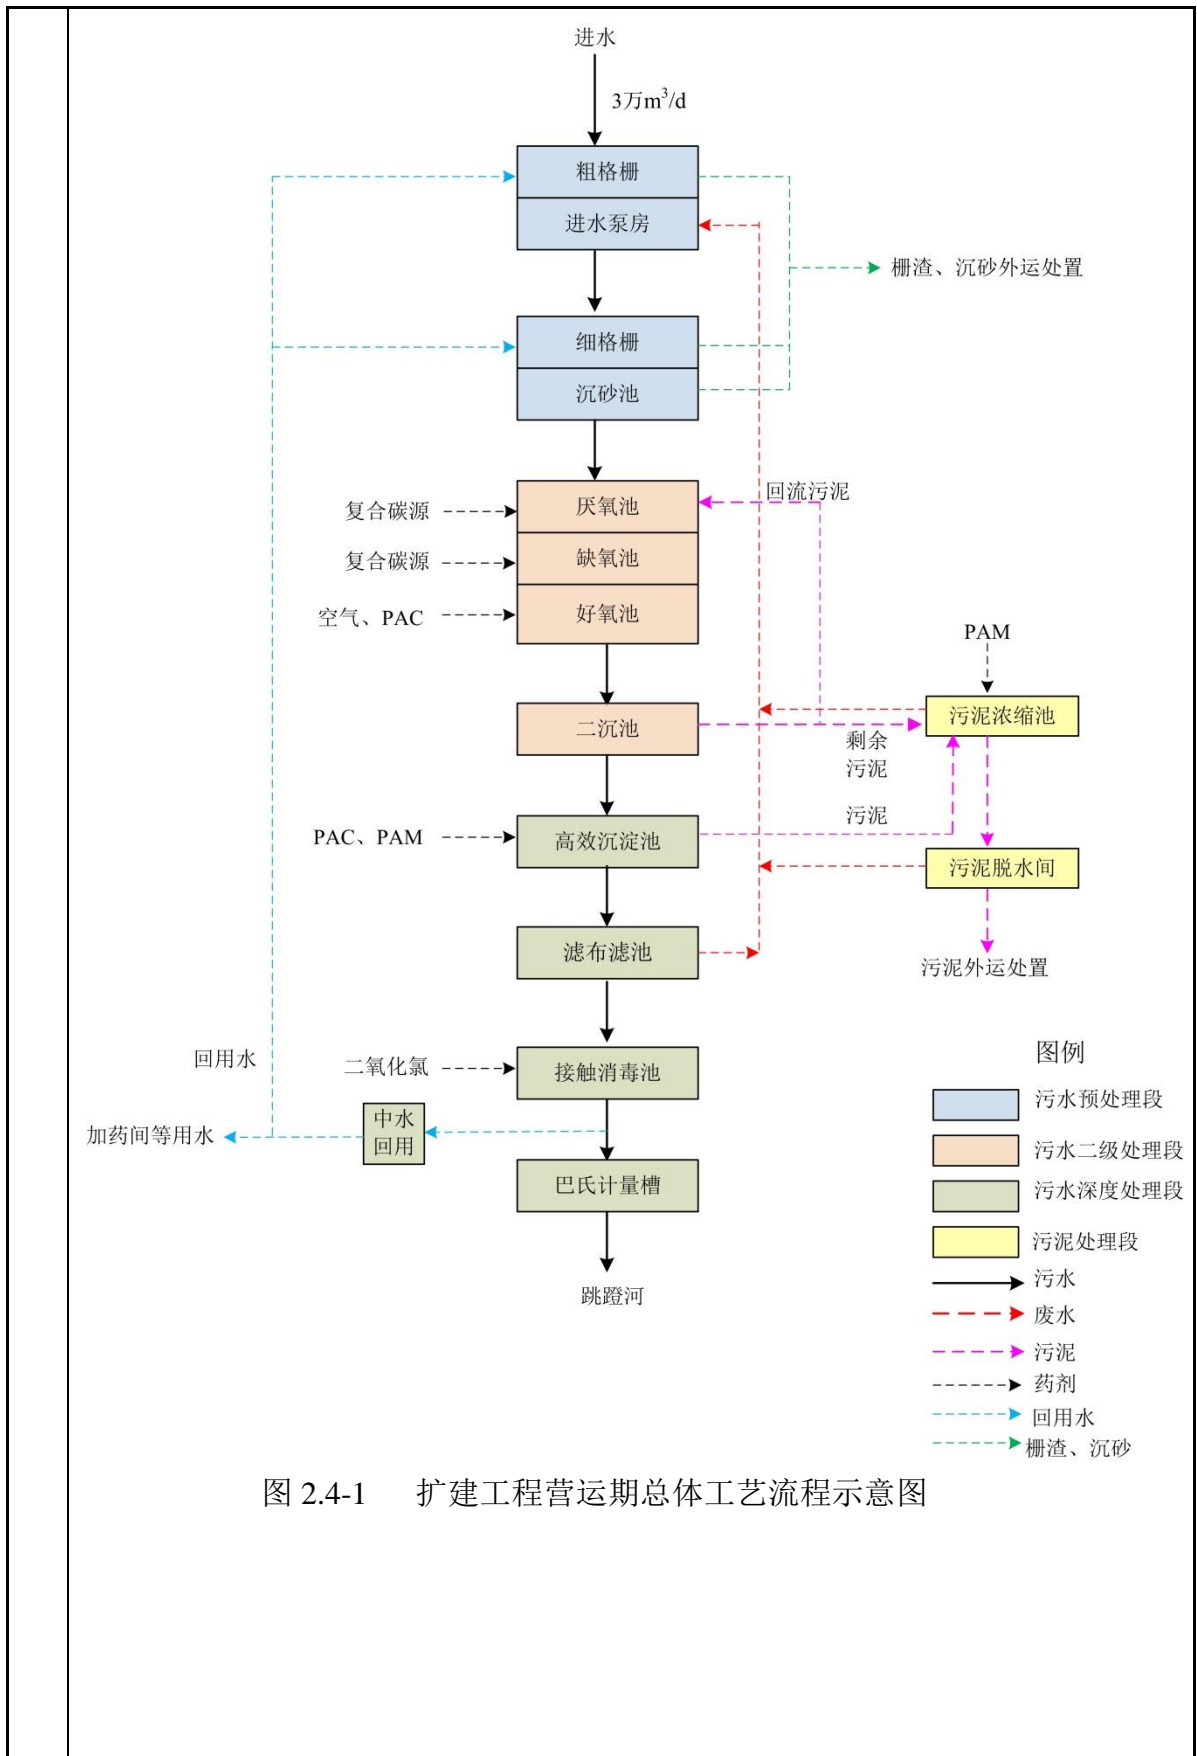 进水
3万m³/d
粗格栅
进水泵房
栅渣、沉砂外运处置
细格栅
沉砂池
回流污泥
复合碳源
厌氧池
复合碳源
缺氧池
空气、PAC
好氧池
PAM
污泥浓缩池
二沉池
剩余
污泥
污泥
PAC、PAM
高效沉淀池
污泥脱水间
滤布滤池
污泥外运处置
回用水
二氧化氯
接触消毒池
加药间等用水
中水
回用
巴氏计量槽
跳蹬河
图例
污水预处理段
污水二级处理段
污水深度处理段
污泥处理段
污水
废水
污泥
药剂
回用水
栅渣、沉砂
图 2.4-1 扩建工程营运期总体工艺流程示意图